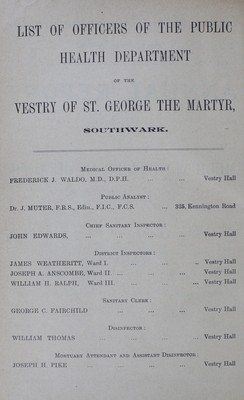 LIST OF OFFICERS OF THE PUBLIC
HEALTH DEPARTMENT
OF THE
VESTRY OF ST. GEORGE THE MARTYR,
SOUTHWARK.
MEDICAL OFFICER OF HEALTH:
FREDERICK J. WALDO, M.D., D.P.H. ... ... Vestry Hall
PUBLIC ANALYST:
Dr. J. MUTER, F.R.S., Edin., F.I.C., F.C.S. ... 325, Kennington Road
CHIEF SANITARY INSPECTOR:
JOHN EDWARDS, ... ... ... Vestry Hall
DISTRICT INSPECTORS:
JAMES WEATHERITT, Ward I. ... ... ... Vestry Hall
JOSEPH A. ANSCOMBE, Ward II. ... ... ... Vestry Hall
WILLIAM H. RALPH, Ward III. ... ... ... Vestry Hall
SANITARY CLERK:
GEORGE C. FAIRCHILD ... ... ... Vestry Hall
DISINFECTOR:
WILLIAM THOMAS ... ... ... Vestry Hall
MORTUARY ATTENDANT AND ASSISTANT DISINFECTOR:
JOSEPH H. PIKE ... ... ... Vestry Hall